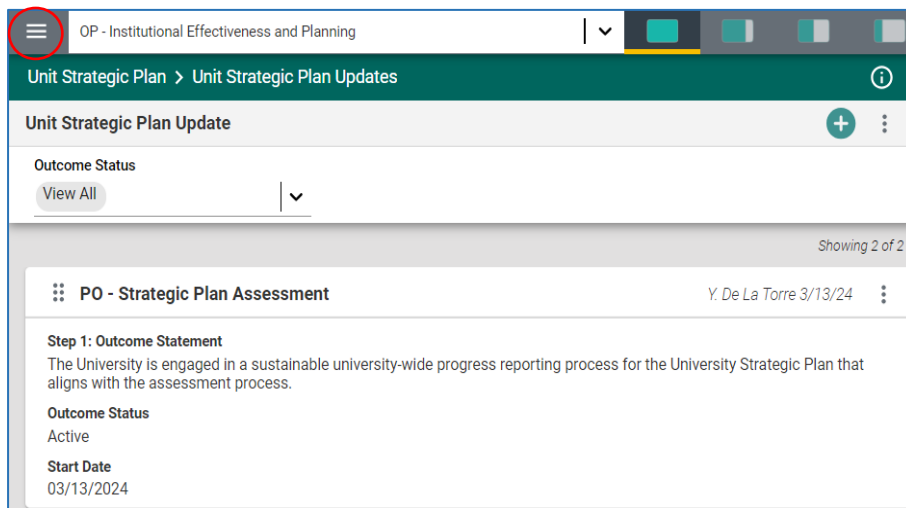 OP - Institutional Effectiveness and Planning
Unit Strategic Plan > Unit Strategic Plan Updates
Unit Strategic Plan Update
Outcome Status
View All
Showing 2 of 2
PO - Strategic Plan Assessment
Y. De La Torre 3/13/24
Step 1: Outcome Statement
The University is engaged in a sustainable university-wide progress reporting process for the University Strategic Plan that
aligns with the assessment process.
Outcome Status
Active
Start Date
03/13/2024